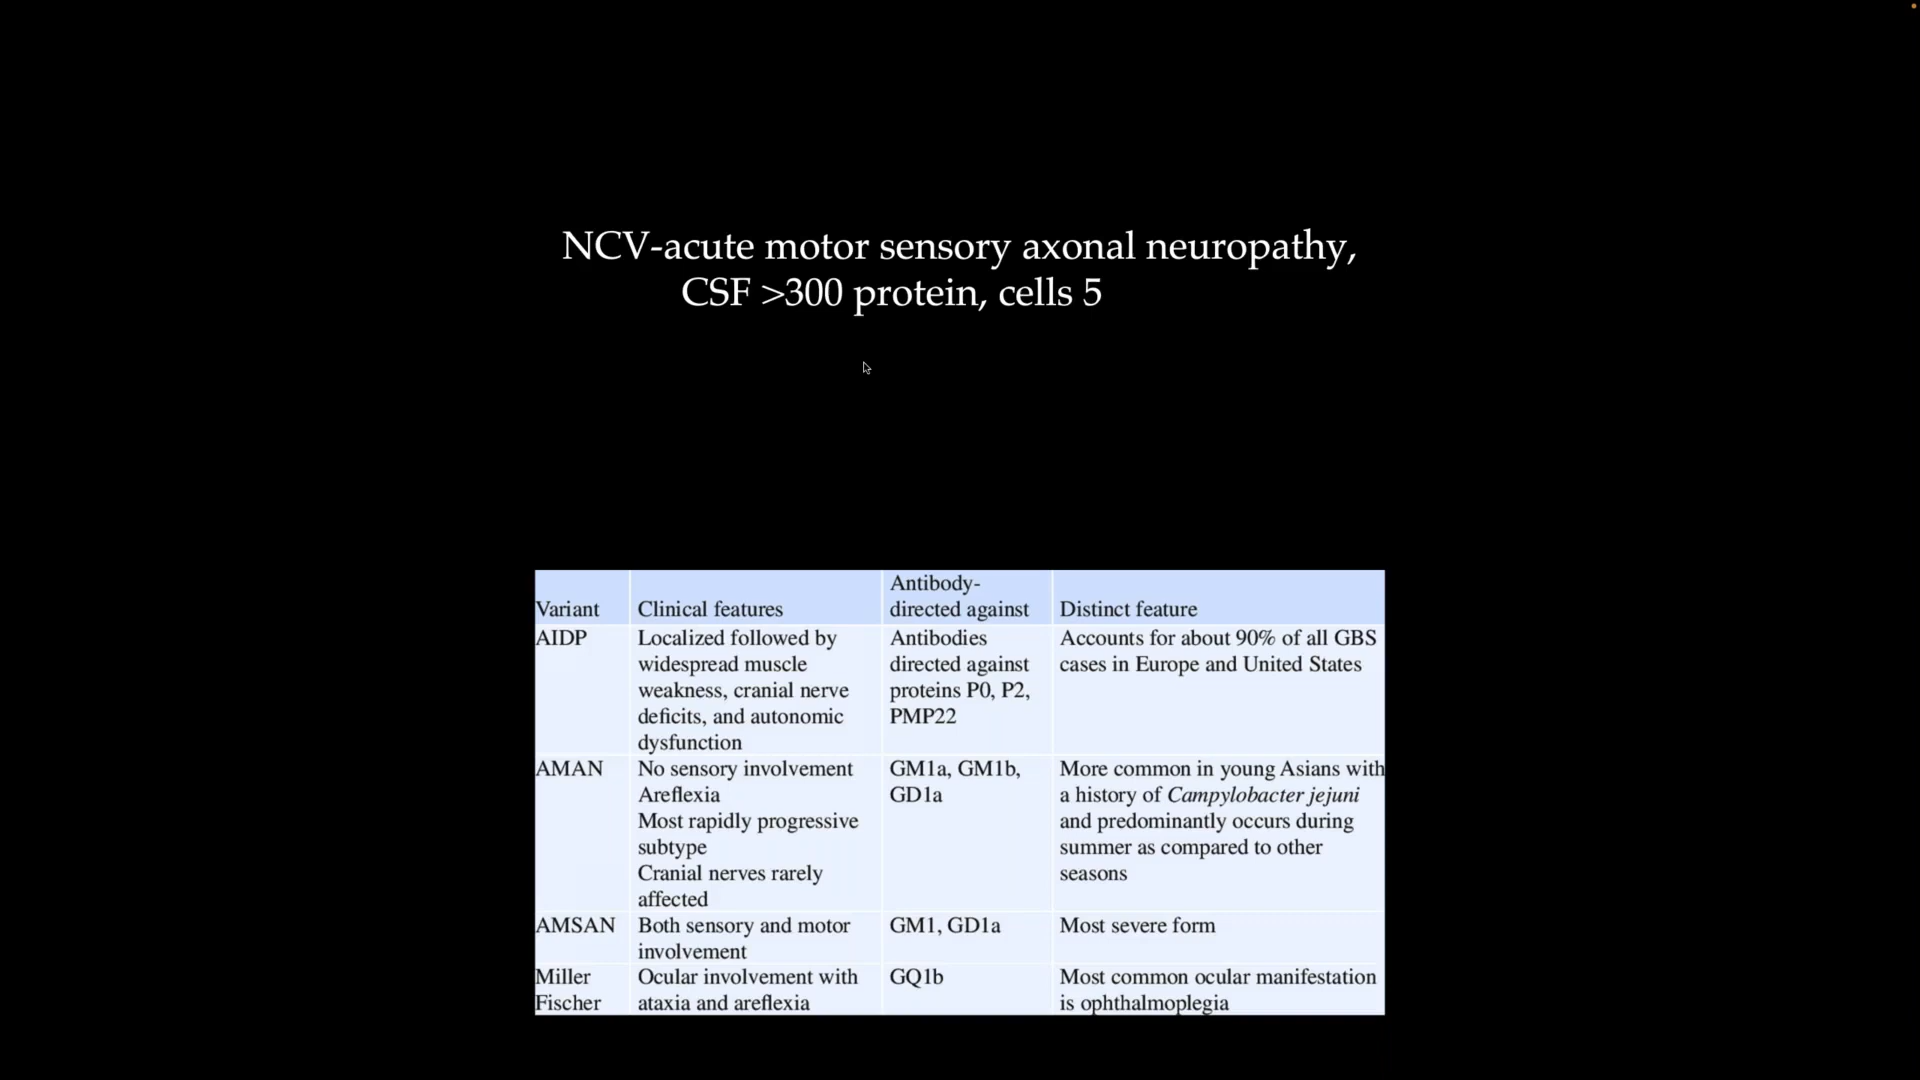 NCV-acute motor sensory axonal neuropathy,
CSF >300 protein, cells 5
Variant Clinical features Antibody-directed against Distinct feature
AIDP Localized followed by widespread muscle weakness, cranial nerve deficits, and autonomic dysfunction Antibodies directed against proteins P0, P2, PMP22 Accounts for about 90% of all GBS cases in Europe and United States
AMAN No sensory involvement Areflexia Most rapidly progressive subtype Cranial nerves rarely affected GM1a, GM1b, GD1a More common in young Asians with a history of Campylobacter jejuni and predominantly occurs during summer as compared to other seasons
AMSAN Both sensory and motor involvement GM1, GD1a Most severe form
Miller Fischer Ocular involvement with ataxia and areflexia GQ1b Most common ocular manifestation is ophthalmoplegia